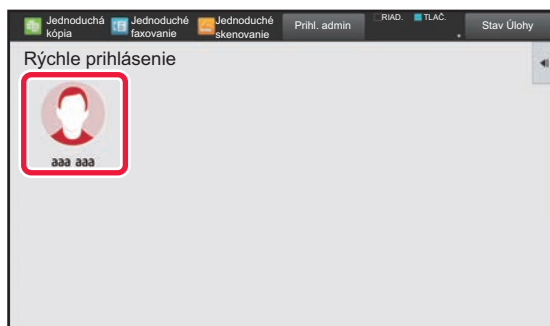 Jednoduchá kópia
Jednoduché faxovanie
Jednoduché skenovanie
Prihl. admin
RIAD.
TLAČ.
Stav Úlohy
Rýchle prihlásenie
aaa aaa